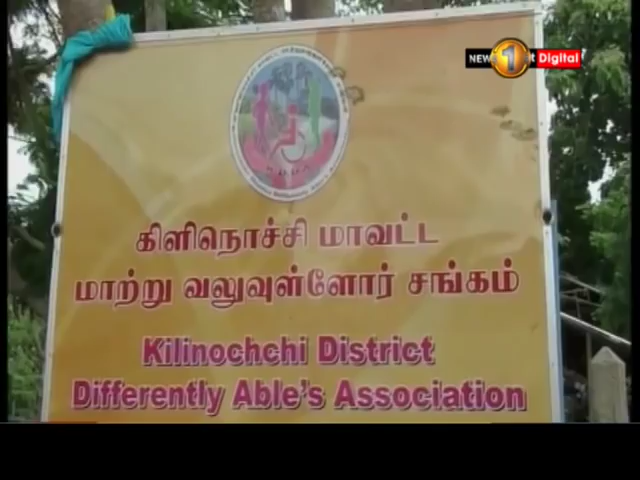 NEWS 1st Digital
கிளிநொச்சி மாவட்ட
மாற்று வலுவுள்ளோர் சங்கம்
Kilinochchi District
Differently Able's Association